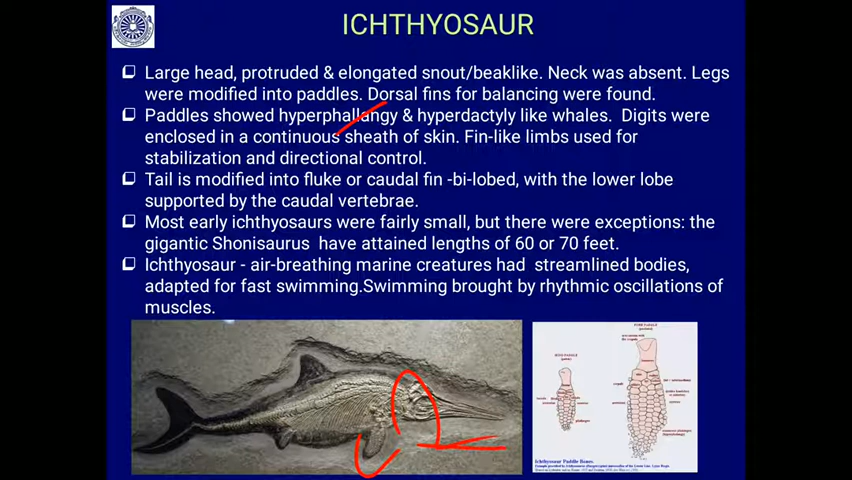 ICHTHYOSAUR
Large head, protruded & elongated snout/beaklike. Neck was absent. Legs
were modified into paddles. Dorsal fins for balancing were found.
Paddles showed hyperphallangy & hyperdactyly like whales. Digits were
enclosed in a continuous sheath of skin. Fin-like limbs used for
stabilization and directional control.
Tail is modified into fluke or caudal fin -bi-lobed, with the lower lobe
supported by the caudal vertebrae.
Most early ichthyosaurs were fairly small, but there were exceptions: the
gigantic Shonisaurus have attained lengths of 60 or 70 feet.
Ichthyosaur - air-breathing marine creatures had streamlined bodies,
adapted for fast swimming.Swimming brought by rhythmic oscillations of
muscles.
Ichthyosaur Paddle Bones.